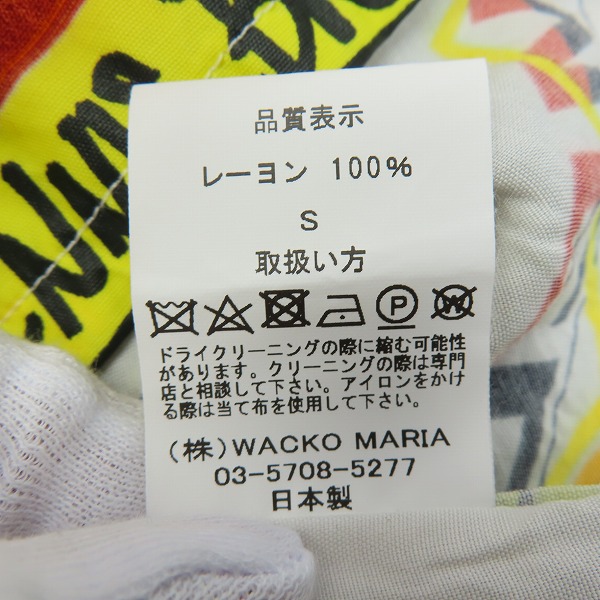 品質表示
レーヨン 100%
S
取扱い方
P
W
ドライクリーニングの際に縮む可能性
があります。クリーニングの際は専門
店と相談して下さい。アイロンをかけ
る際は当て布を使用して下さい。
(株)WACKO MARIA
03-5708-5277
日本製